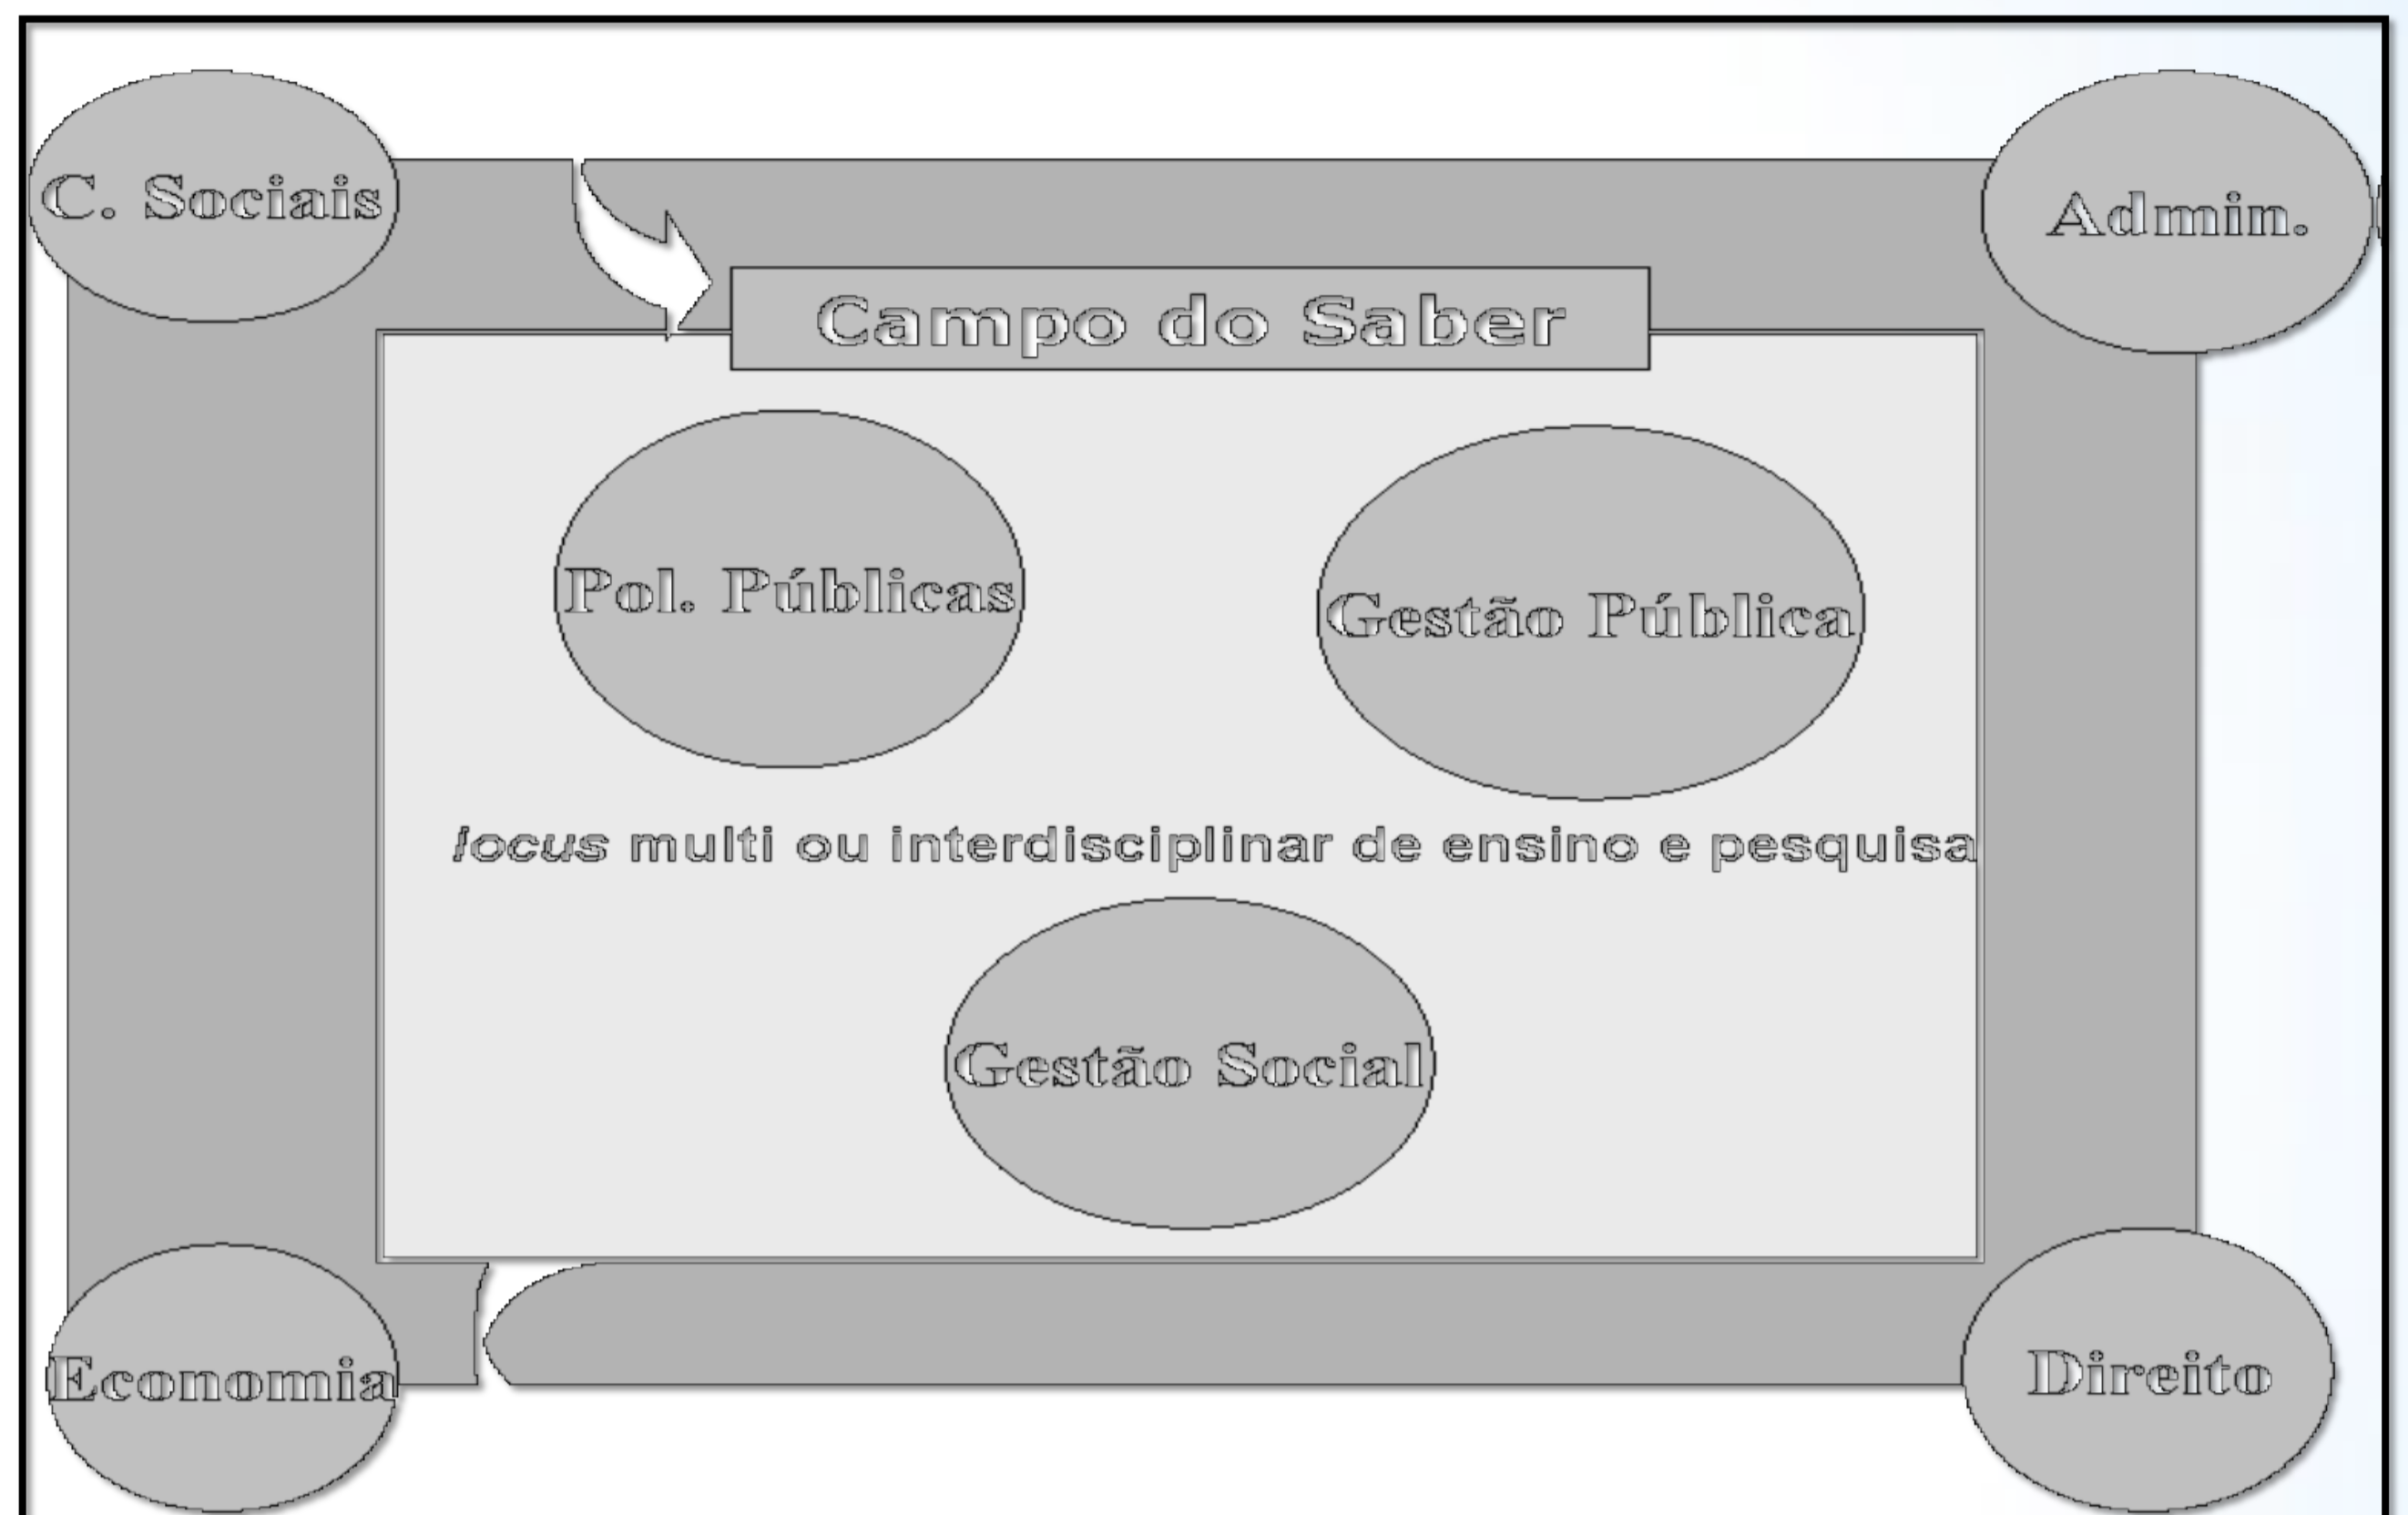 C. Sociais
Admin.
Campo do Saber
Pol. Públicas
Gestão Pública
locus multi ou interdisciplinar de ensino e pesquisa
Gestão Social
Economia
Direito